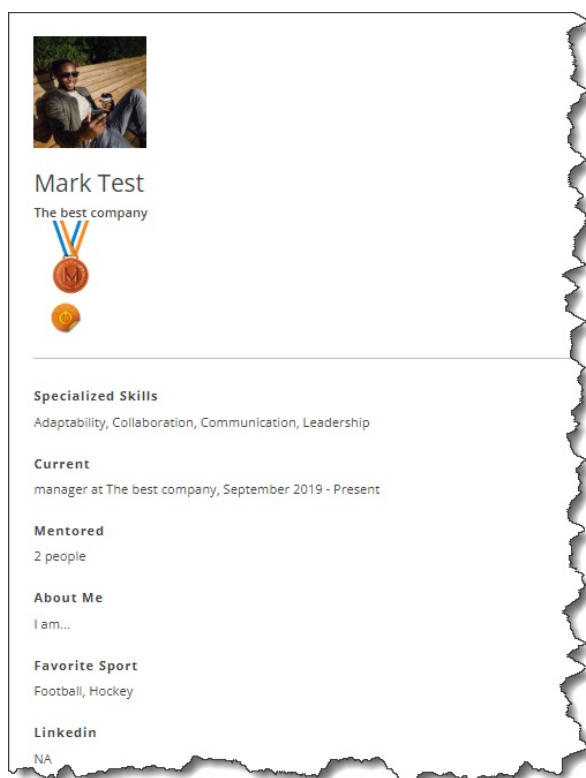 Mark Test
The best company
M
Specialized Skills
Adaptability, Collaboration, Communication, Leadership
Current
manager at The best company, September 2019 - Present
Mentored
2 people
About Me
I am...
Favorite Sport
Football, Hockey
Linkedin
NA